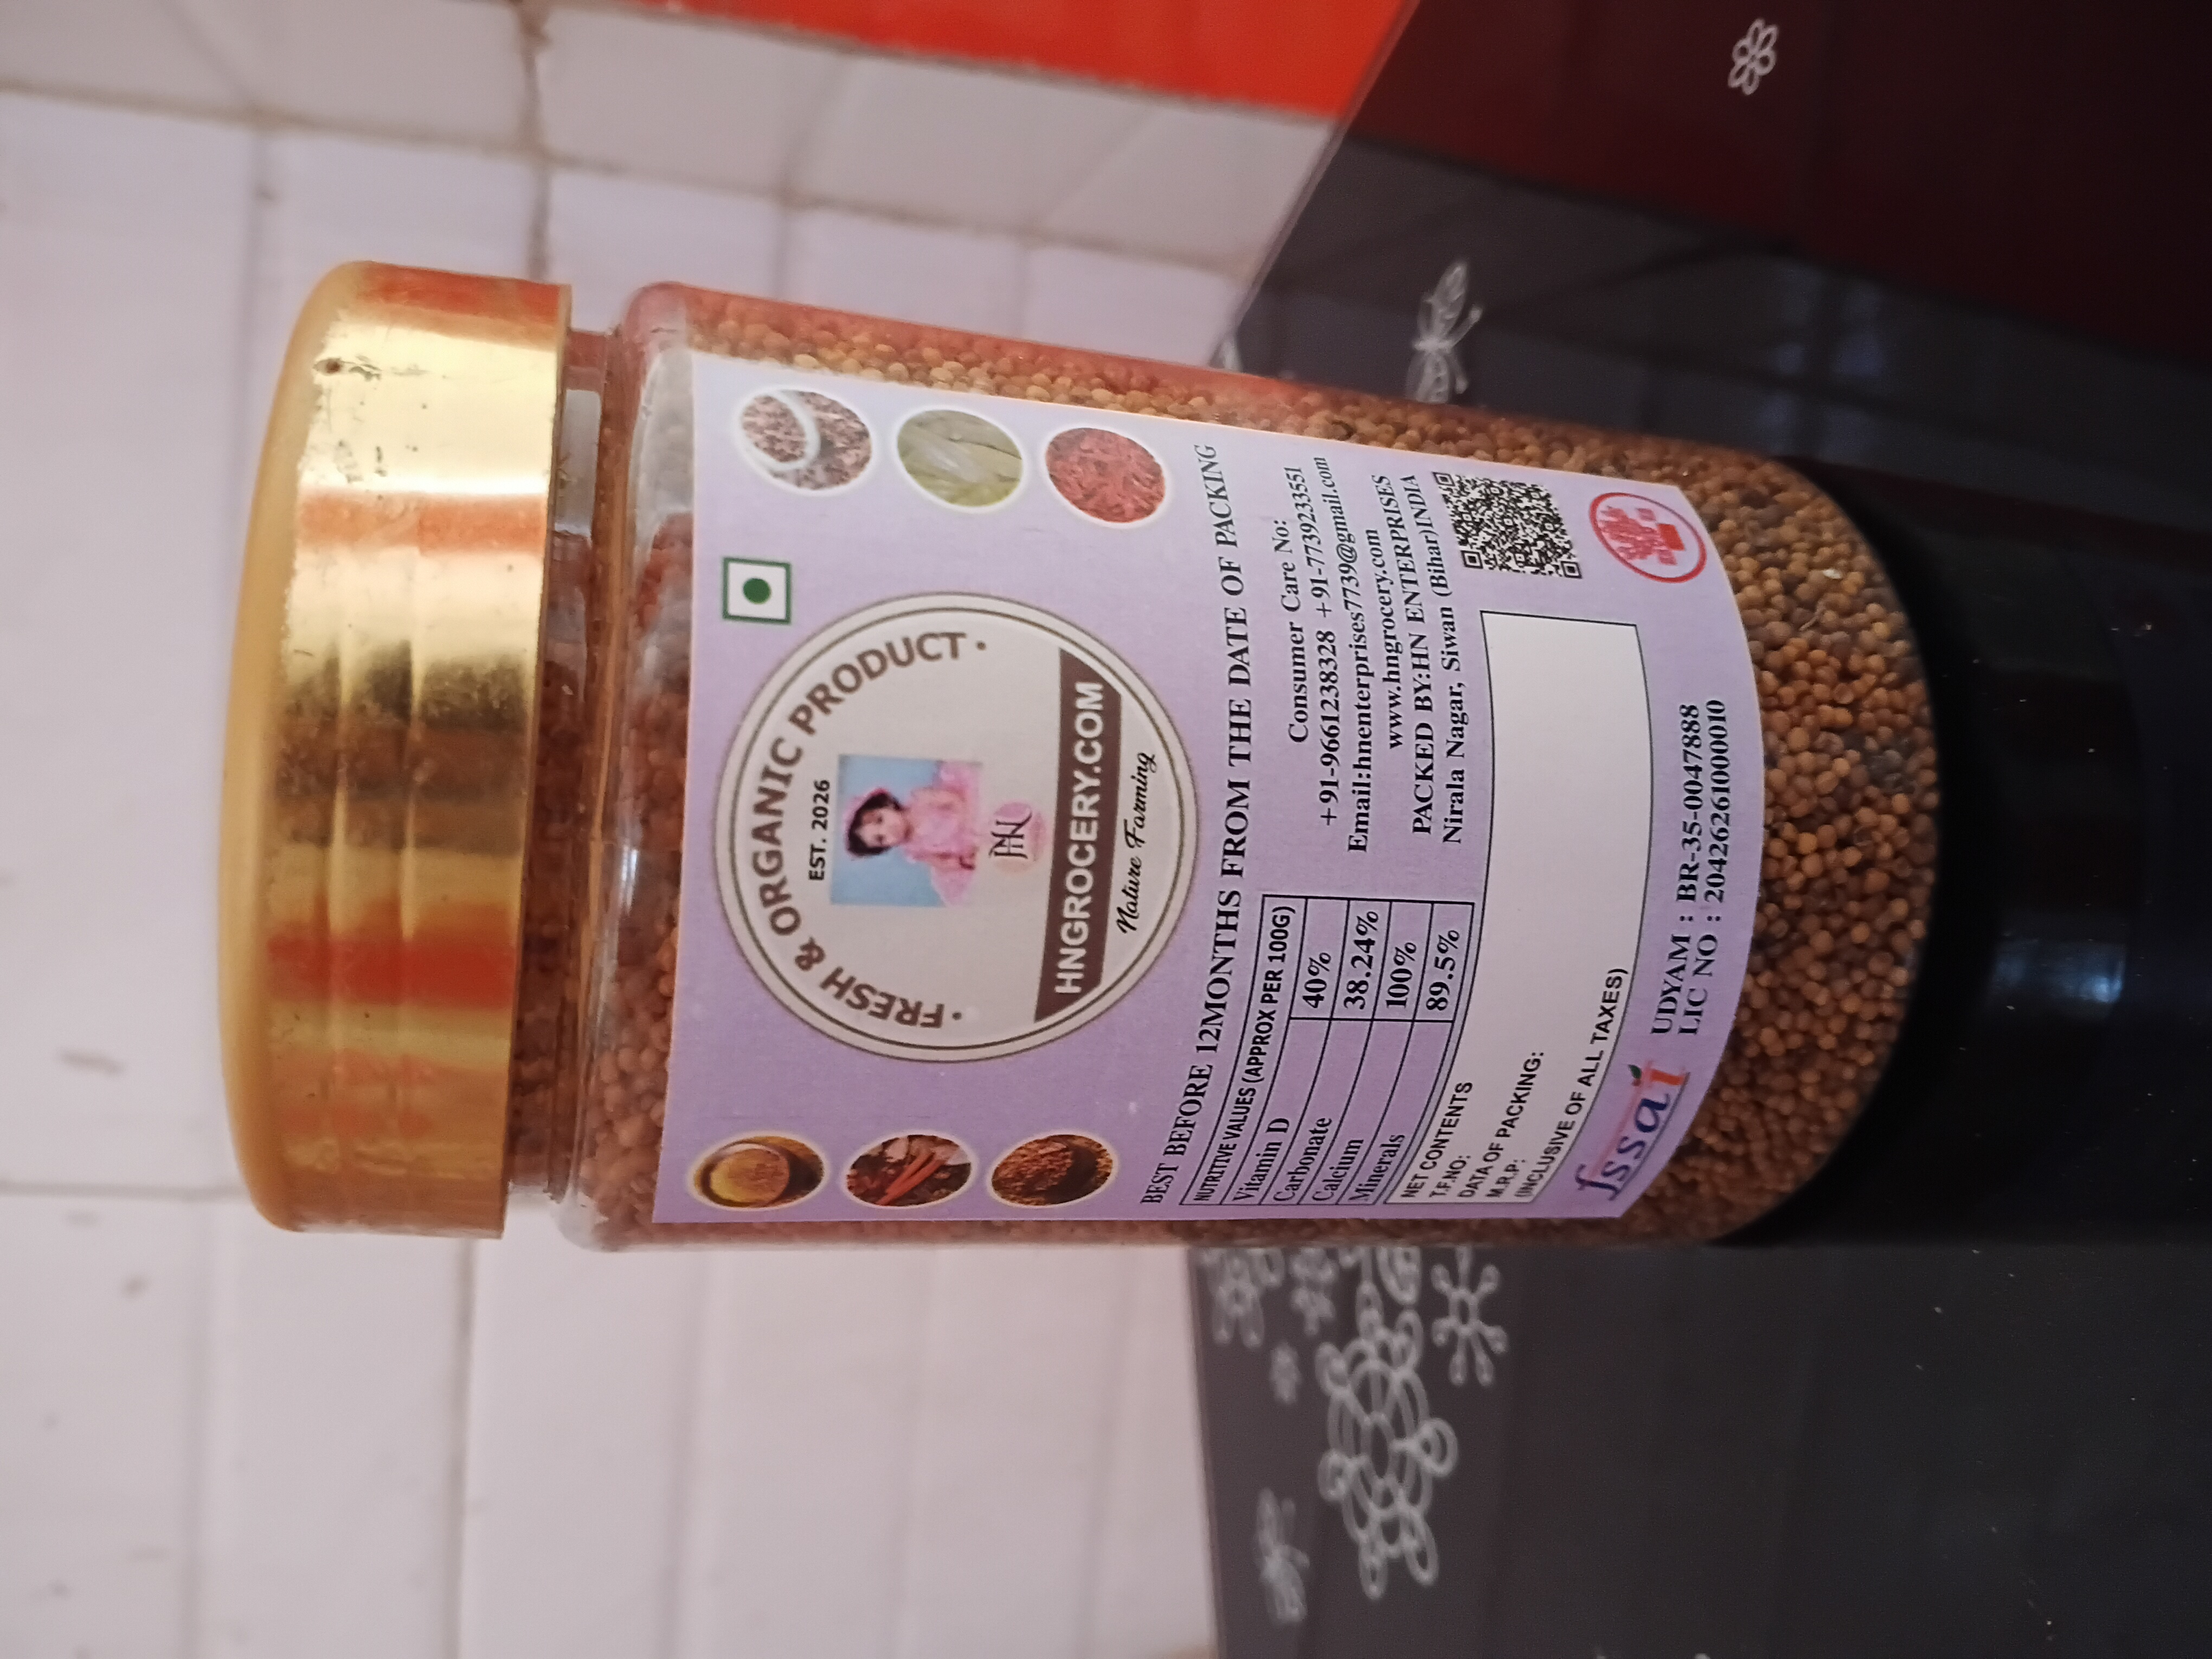 · FRESH & ORGANIC PRODUCT ·
EST. 2026
HN
HNGROCERY.COM
Nature Farming
BEST BEFORE 12MONTHS FROM THE DATE OF PACKING
NUTRITIVE VALUES (APPROX PER 100G)
Vitamin D 40%
Carbonate 38.24%
Calcium 100%
Minerals 89.5%
Consumer Care No:
+91-9661238328 +91-7739233551
Email:hnenterprises7739@gmail.com
www.hngrocery.com
PACKED BY:HN ENTERPRISES
Nirala Nagar, Siwan (Bihar)INDIA
NET CONTENTS
T.F.NO:
DATA OF PACKING:
M.R.P:
(INCLUSIVE OF ALL TAXES)
fssai
UDYAM : BR-35-0047888
LIC NO : 20426261000010